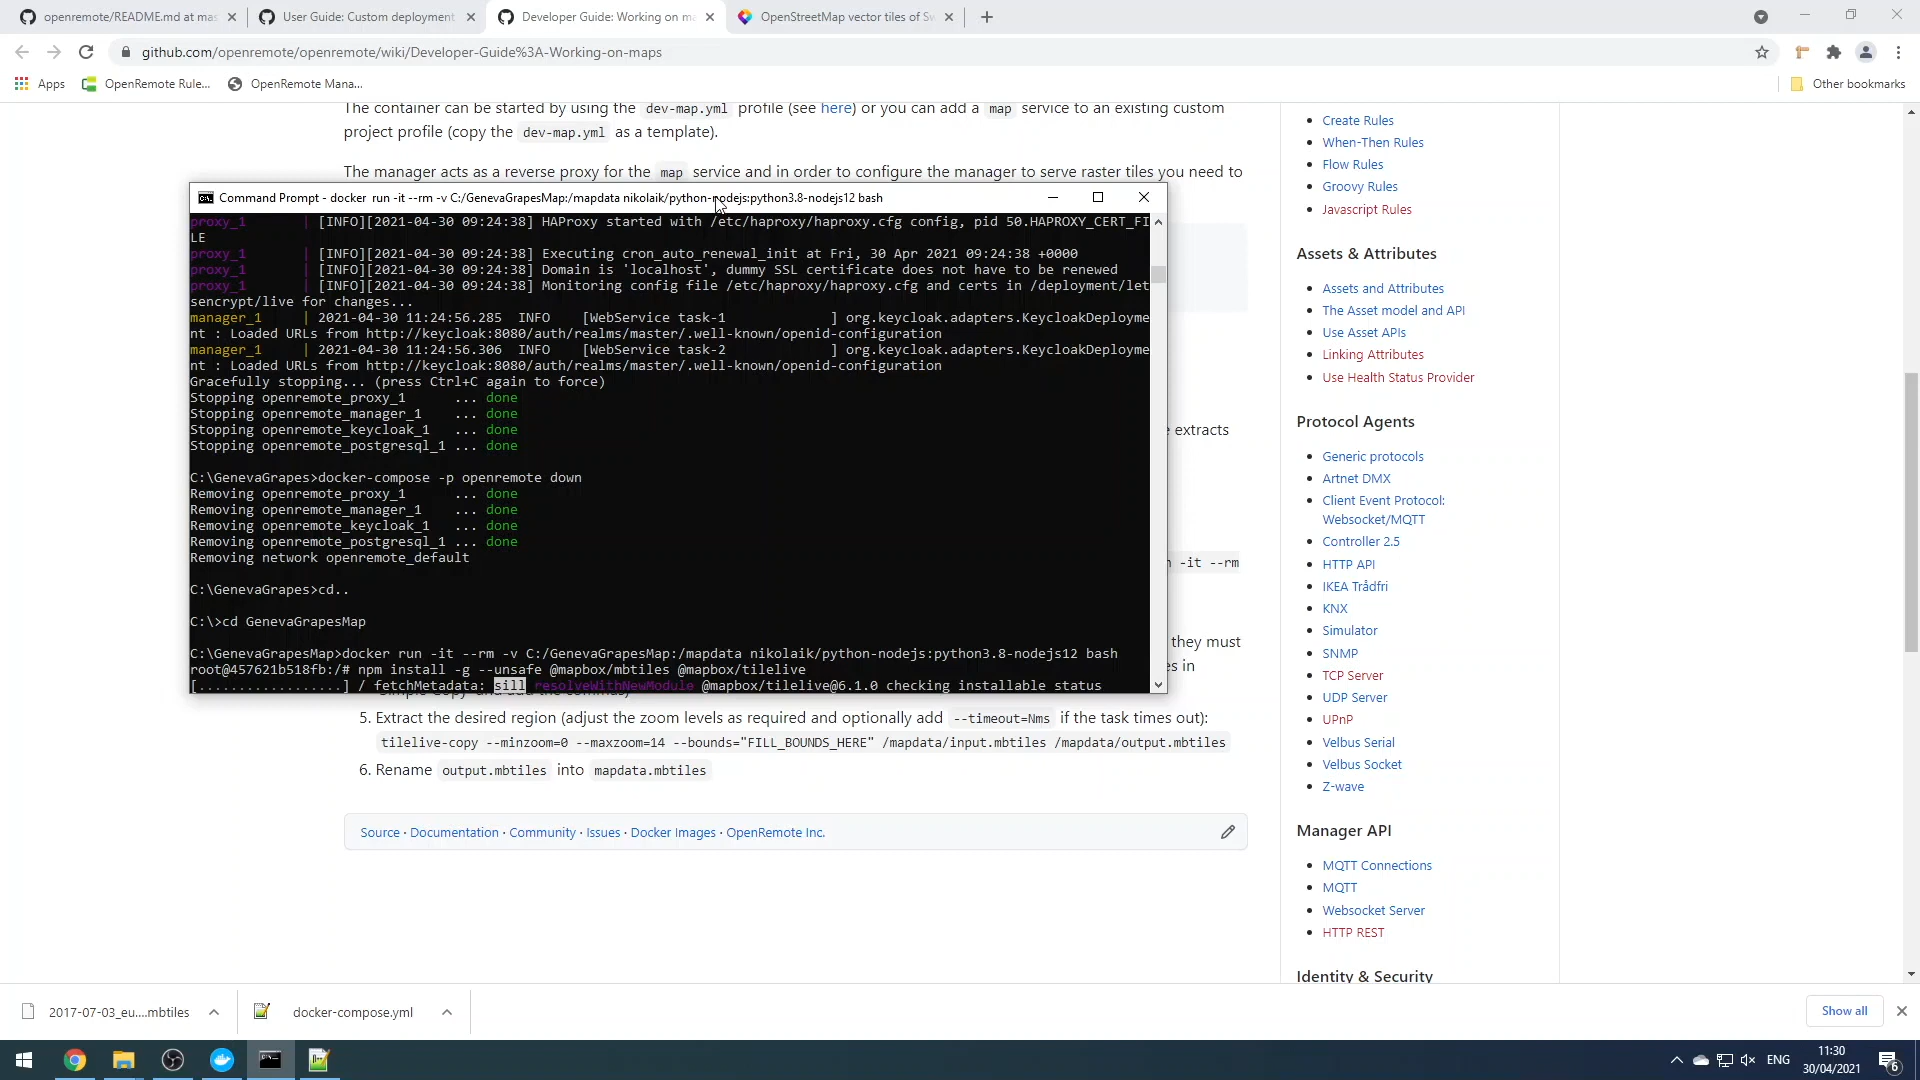 openremote/README.md at mas
User Guide: Custom deployment
Developer Guide: Working on ma
OpenStreetMap vector tiles of Sw
github.com/openremote/openremote/wiki/Developer-Guide%3A-Working-on-maps
Apps
OpenRemote Rule...
OpenRemote Mana...
Other bookmarks
The container can be started by using the dev-map.yml profile (see here) or you can add a map service to an existing custom
project profile (copy the dev-map.yml as a template).
The manager acts as a reverse proxy for the map service and in order to configure the manager to serve raster tiles you need to
Command Prompt - docker run -it --rm -v C:/GenevaGrapesMap:/mapdata nikolaik/python-nodejs:python3.8-nodejs12 bash
proxy_1 | [INFO][2021-04-30 09:24:38] HAProxy started with /etc/haproxy/haproxy.cfg config, pid 50.HAPROXY_CERT_FI
LE
proxy_1 | [INFO][2021-04-30 09:24:38] Executing cron_auto_renewal_init at Fri, 30 Apr 2021 09:24:38 +0000
proxy_1 | [INFO][2021-04-30 09:24:38] Domain is 'localhost', dummy SSL certificate does not have to be renewed
proxy_1 | [INFO][2021-04-30 09:24:38] Monitoring config file /etc/haproxy/haproxy.cfg and certs in /deployment/let
sencrypt/live for changes...
manager_1 | 2021-04-30 11:24:56.285 INFO [WebService task-1 ] org.keycloak.adapters.KeycloakDeployme
nt : Loaded URLs from http://keycloak:8080/auth/realms/master/.well-known/openid-configuration
manager_1 | 2021-04-30 11:24:56.306 INFO [WebService task-2 ] org.keycloak.adapters.KeycloakDeployme
nt : Loaded URLs from http://keycloak:8080/auth/realms/master/.well-known/openid-configuration
Gracefully stopping... (press Ctrl+C again to force)
Stopping openremote_proxy_1 ... done
Stopping openremote_manager_1 ... done
Stopping openremote_keycloak_1 ... done
Stopping openremote_postgresql_1 ... done
C:\GenevaGrapes>docker-compose -p openremote down
Removing openremote_proxy_1 ... done
Removing openremote_manager_1 ... done
Removing openremote_keycloak_1 ... done
Removing openremote_postgresql_1 ... done
Removing network openremote_default
C:\GenevaGrapes>cd..
C:\>cd GenevaGrapesMap
C:\GenevaGrapesMap>docker run -it --rm -v C:/GenevaGrapesMap:/mapdata nikolaik/python-nodejs:python3.8-nodejs12 bash
root@457621b518fb:/# npm install -g --unsafe @mapbox/mbtiles @mapbox/tilelive
[..................] / fetchMetadata: sill resolveWithNewModule @mapbox/tilelive@6.1.0 checking installable status
e extracts
-it --rm
they must
es in
5. Extract the desired region (adjust the zoom levels as required and optionally add --timeout=Nms if the task times out):
tilelive-copy --minzoom=0 --maxzoom=14 --bounds="FILL_BOUNDS_HERE" /mapdata/input.mbtiles /mapdata/output.mbtiles
6. Rename output.mbtiles into mapdata.mbtiles
Source · Documentation · Community · Issues · Docker Images · OpenRemote Inc.
Create Rules
When-Then Rules
Flow Rules
Groovy Rules
Javascript Rules
Assets & Attributes
Assets and Attributes
The Asset model and API
Use Asset APIs
Linking Attributes
Use Health Status Provider
Protocol Agents
Generic protocols
Artnet DMX
Client Event Protocol:
Websocket/MQTT
Controller 2.5
HTTP API
IKEA Trådfri
KNX
Simulator
SNMP
TCP Server
UDP Server
UPnP
Velbus Serial
Velbus Socket
Z-wave
Manager API
MQTT Connections
MQTT
Websocket Server
HTTP REST
Identity & Security
2017-07-03_eu....mbtiles
docker-compose.yml
Show all
ENG
11:30
30/04/2021
6